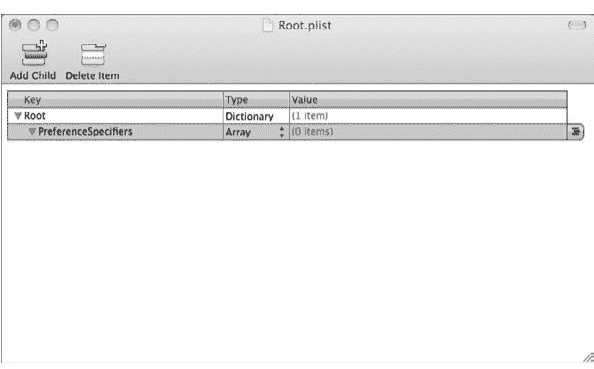 Root.plist
Add Child Delete Item
Key Type Value
Root Dictionary (1 item)
PreferenceSpecifiers Array (0 items)